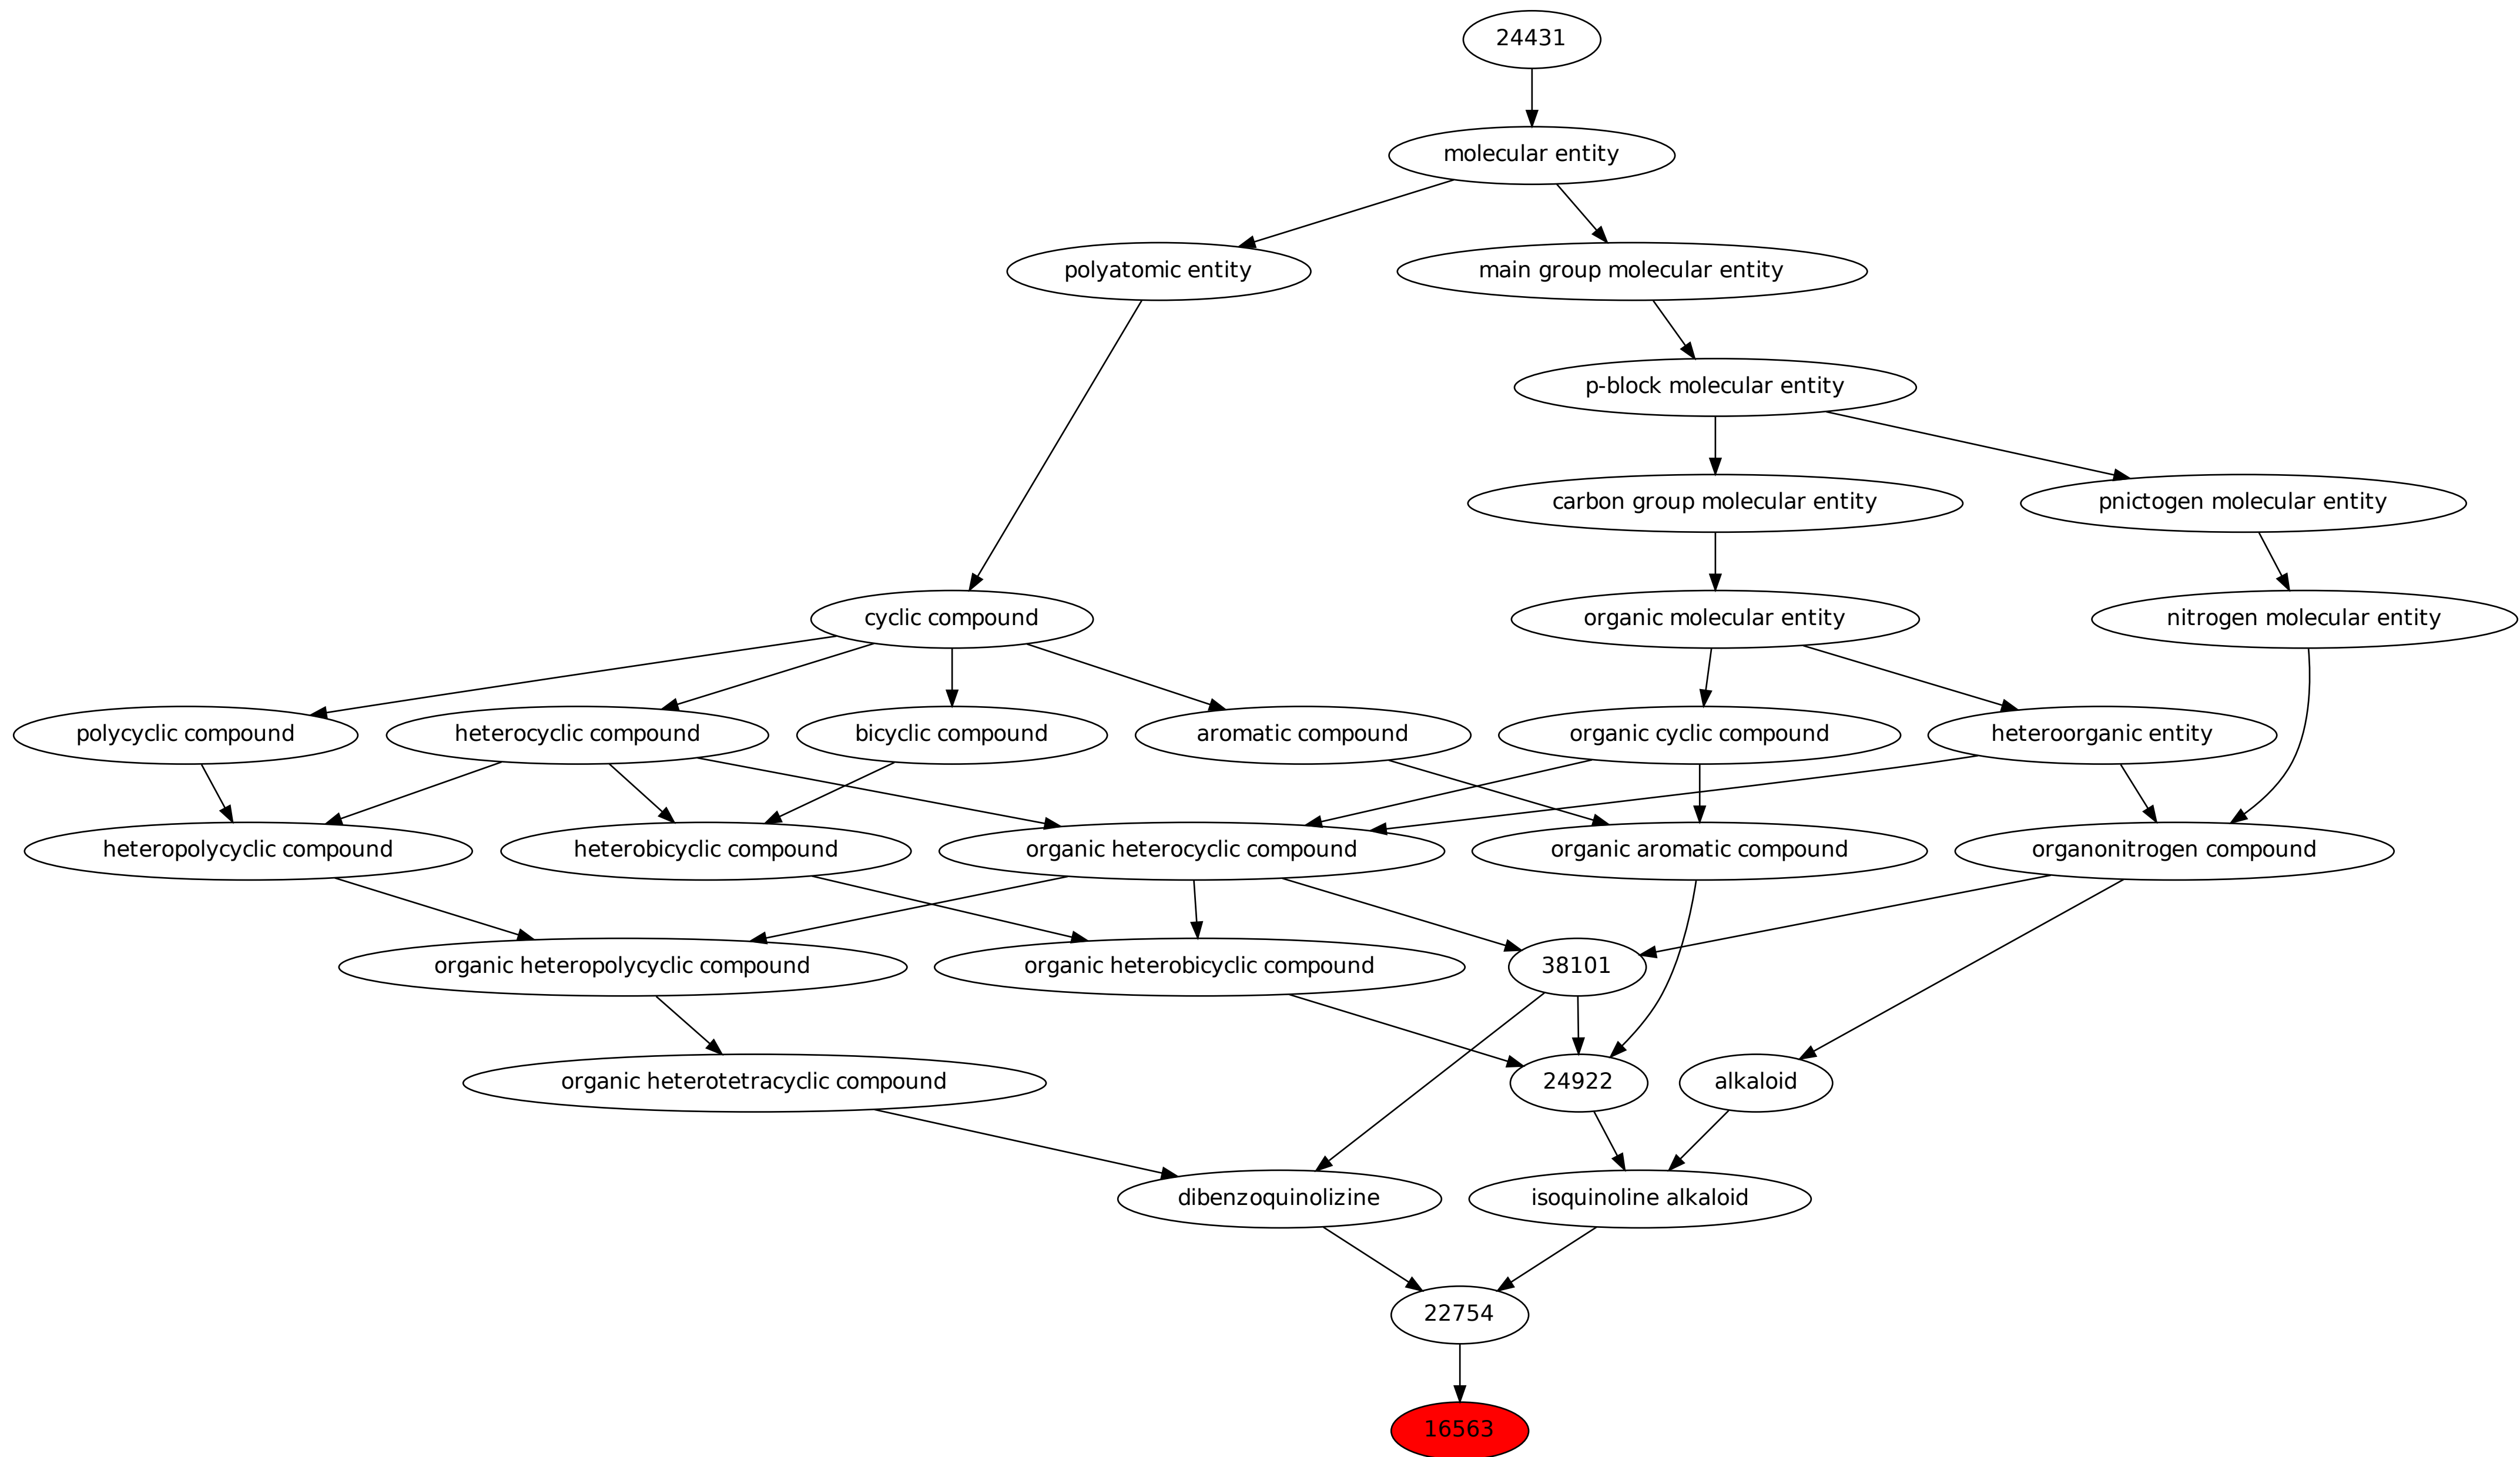 24431
molecular entity
polyatomic entity
main group molecular entity
p-block molecular entity
carbon group molecular entity
pnictogen molecular entity
cyclic compound
organic molecular entity
nitrogen molecular entity
polycyclic compound
heterocyclic compound
bicyclic compound
aromatic compound
organic cyclic compound
heteroorganic entity
heteropolycyclic compound
heterobicyclic compound
organic heterocyclic compound
organic aromatic compound
organonitrogen compound
organic heteropolycyclic compound
organic heterobicyclic compound
38101
organic heterotetracyclic compound
24922
alkaloid
dibenzoquinolizine
isoquinoline alkaloid
22754
16563